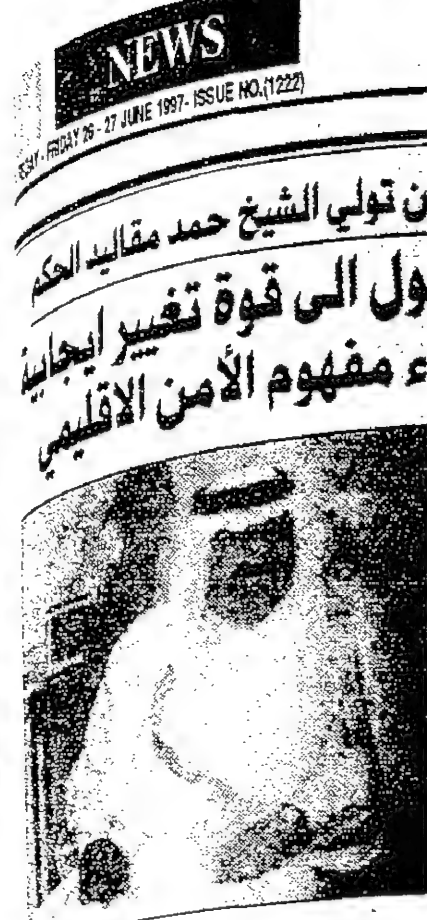 NEWS
FRIDAY 26 - 27 JUNE 1997- ISSUE NO.(1222)
ن تولي الشيخ حمد مقاليد الحكم
ول الى قوة تغيير ايجابية
ء مفهوم الأمن الاقليمي